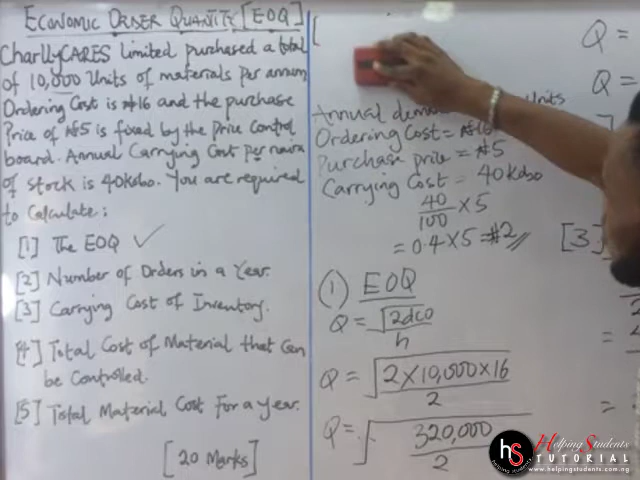 ECONOMIC ORDER QUANTITY [EOQ]
CharllyCARES Limited purchased a total
of 10,000 Units of materials per annum
Ordering Cost is ₦16 and the purchase
Price of ₦5 is fixed by the Price Control
board. Annual Carrying Cost per naira
of stock is 40Kobo. You are required
to Calculate:
[1] The EOQ ✓
[2] Number of Orders in a Year.
[3] Carrying Cost of Inventory.
[4] Total Cost of Material that Can
be Controlled.
[5] Total Material Cost for a year.
[20 Marks]
[
Annual Units
Ordering Cost = ₦16
Purchase price = ₦5
Carrying Cost = 40Kobo
40/100 × 5
= 0.4 × 5 = ₦2 //
(1) EOQ
Q = √2dco/h
Q = √2 × 10,000 × 16/2
Q = √320,000/2
Q =
Q =
[3]
hS Helping Students
TUTORIAL
www.helpingstudents.com.ng